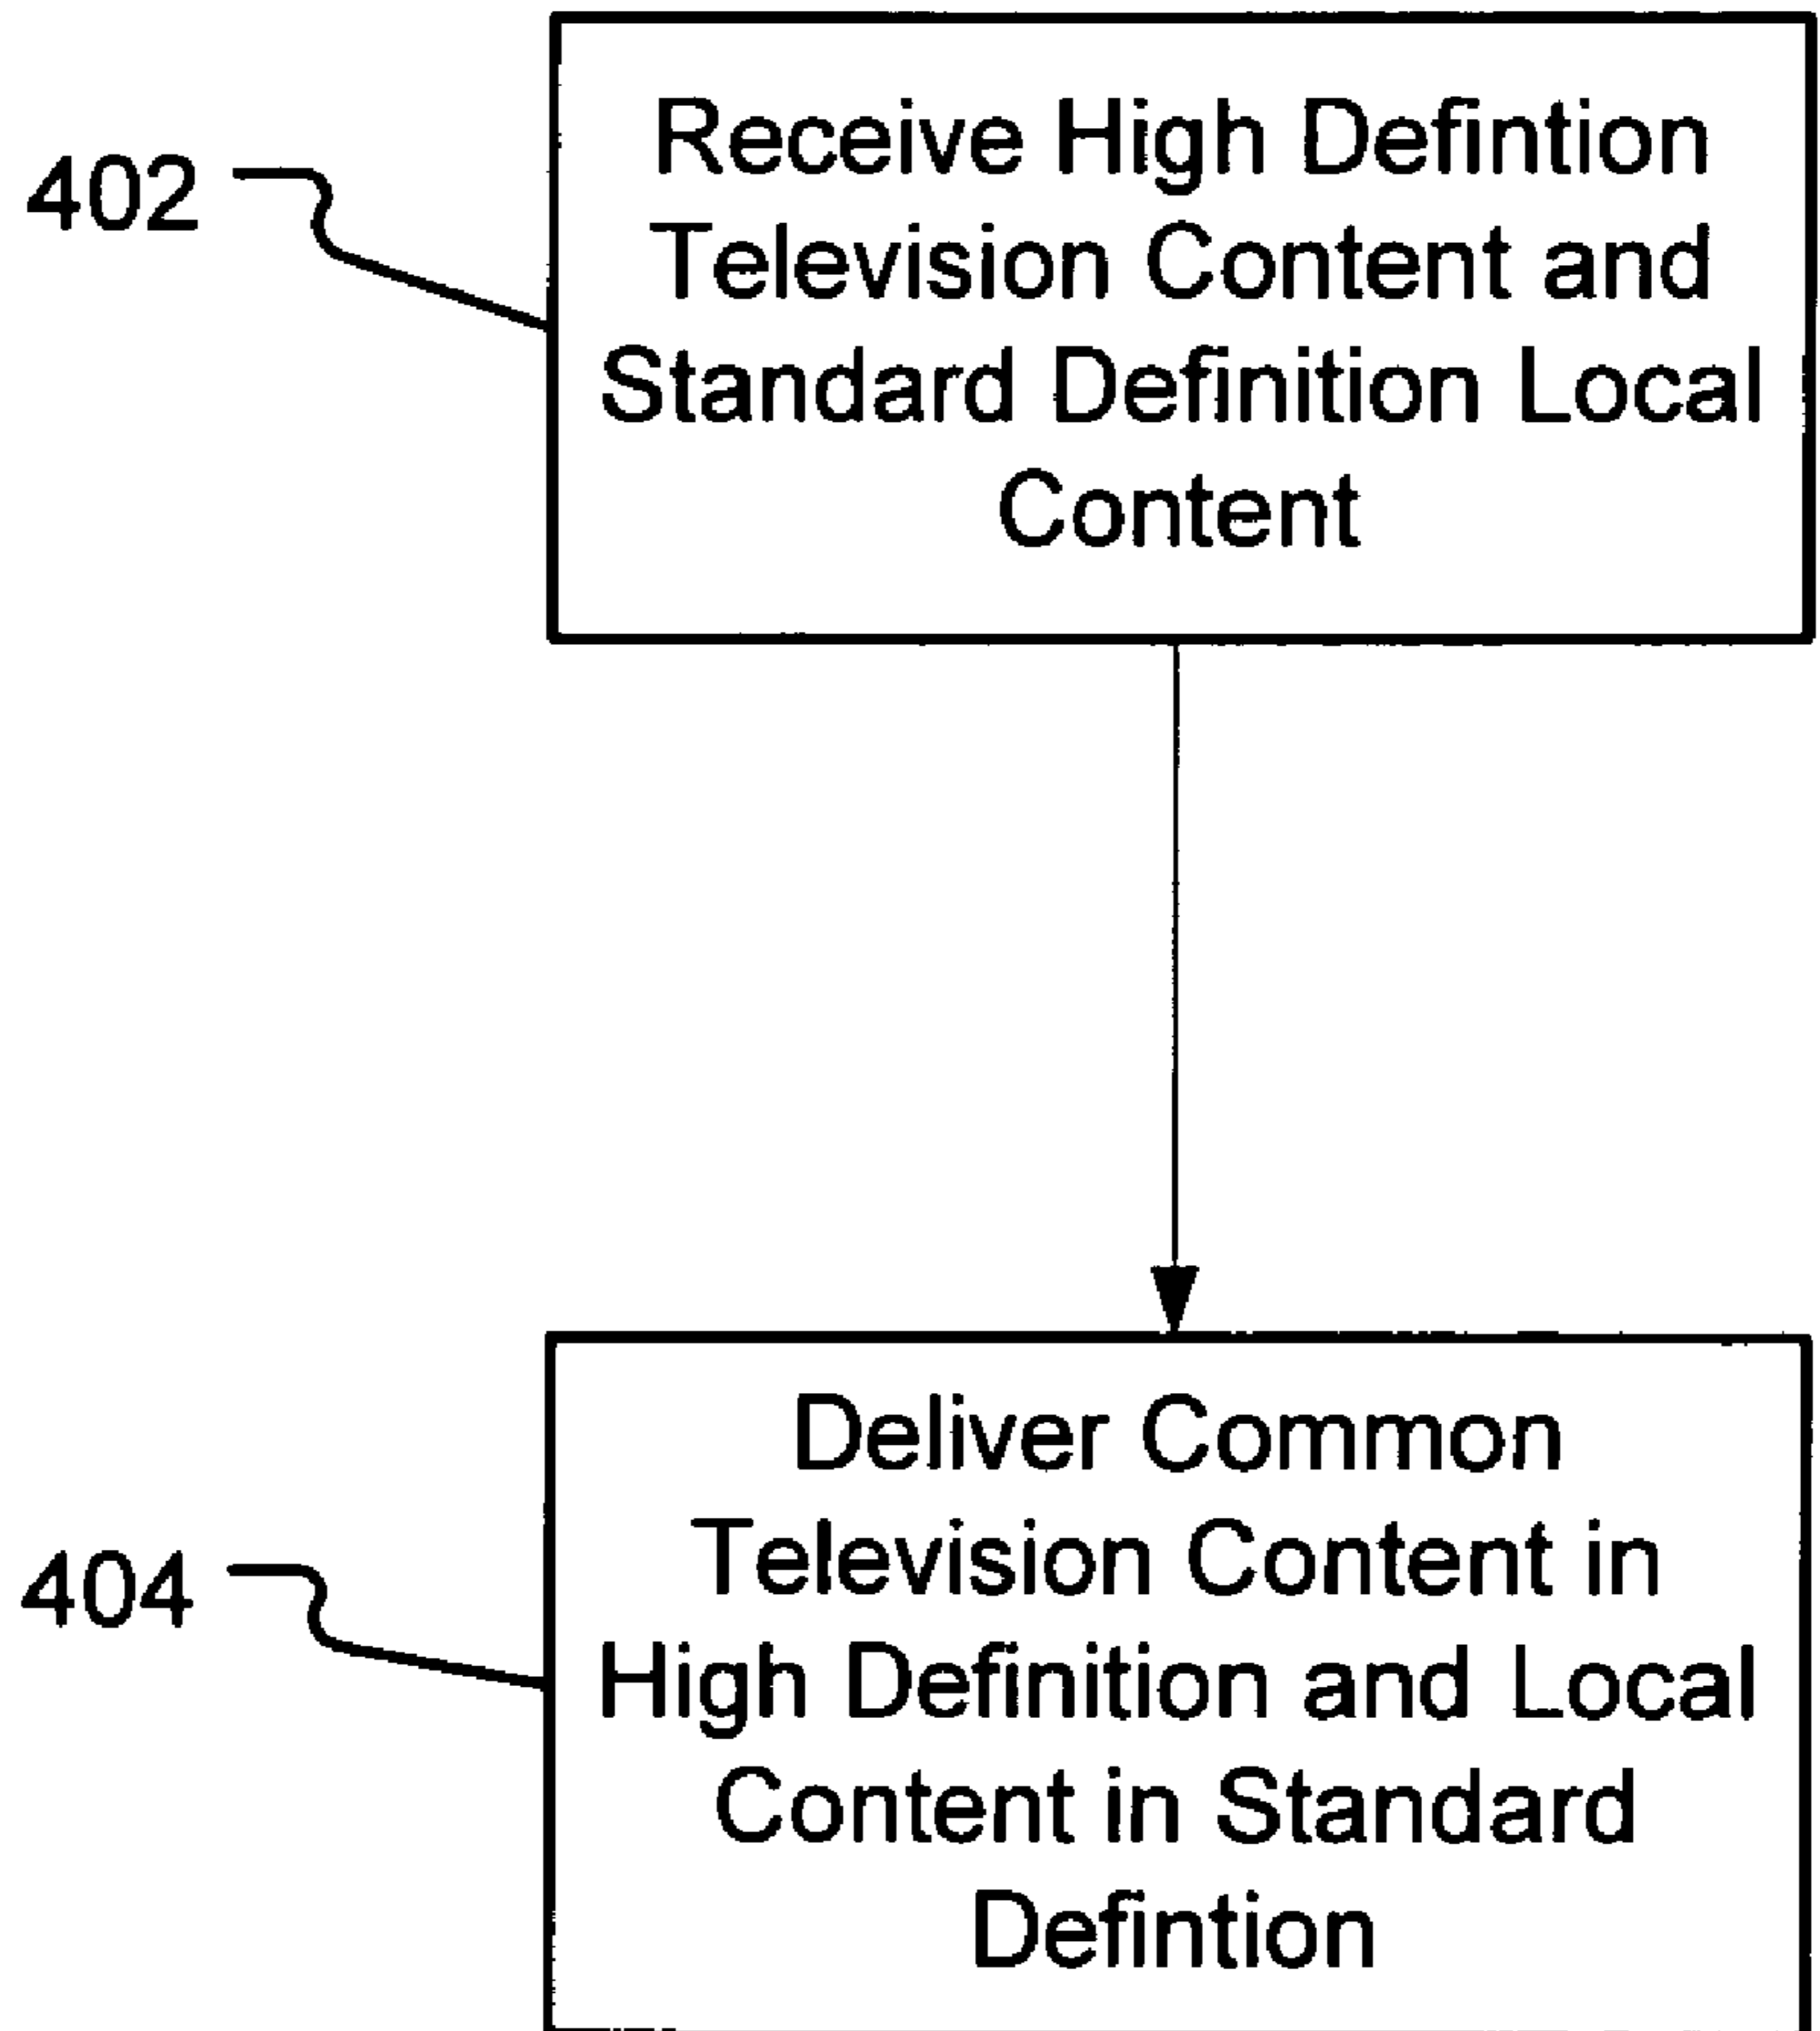 402
Receive High Defintion
Television Content and
Standard Definition Local
Content
404
Deliver Common
Television Content in
High Definition and Local
Content in Standard
Defintion